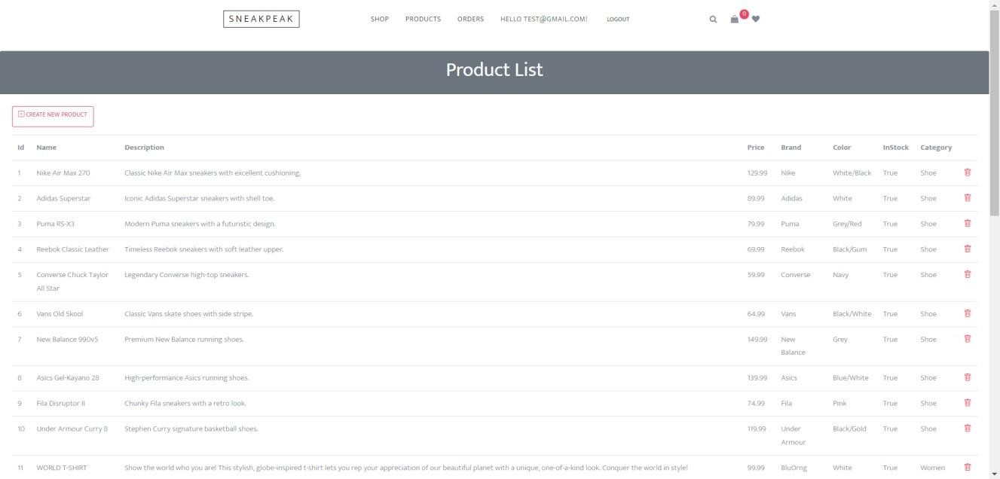 SNEAKPEAK SHOP PRODUCTS ORDERS HELLO TEST@GMAIL.COM! LOGOUT 0
Product List
CREATE NEW PRODUCT
Id Name Description Price Brand Color InStock Category
1 Nike Air Max 270 Classic Nike Air Max sneakers with excellent cushioning. 129.99 Nike White/Black True Shoe
2 Adidas Superstar Iconic Adidas Superstar sneakers with shell toe. 89.99 Adidas White True Shoe
3 Puma RS-X3 Modern Puma sneakers with a futuristic design. 79.99 Puma Grey/Red True Shoe
4 Reebok Classic Leather Timeless Reebok sneakers with soft leather upper. 69.99 Reebok Black/Gum True Shoe
5 Converse Chuck Taylor Legendary Converse high-top sneakers. 59.99 Converse Navy True Shoe
All Star
6 Vans Old Skool Classic Vans skate shoes with side stripe. 64.99 Vans Black/White True Shoe
7 New Balance 990v5 Premium New Balance running shoes. 149.99 New Grey True Shoe
Balance
8 Asics Gel-Kayano 28 High-performance Asics running shoes. 139.99 Asics Blue/White True Shoe
9 Fila Disruptor II Chunky Fila sneakers with a retro look. 74.99 Fila Pink True Shoe
10 Under Armour Curry 8 Stephen Curry signature basketball shoes. 119.99 Under Black/Gold True Shoe
Armour
11 WORLD T-SHIRT Show the world who you are! This stylish, globe-inspired t-shirt lets you rep your appreciation of our beautiful planet with a unique, one-of-a-kind look. Conquer the world in style! 99.99 BluOrng White True Women